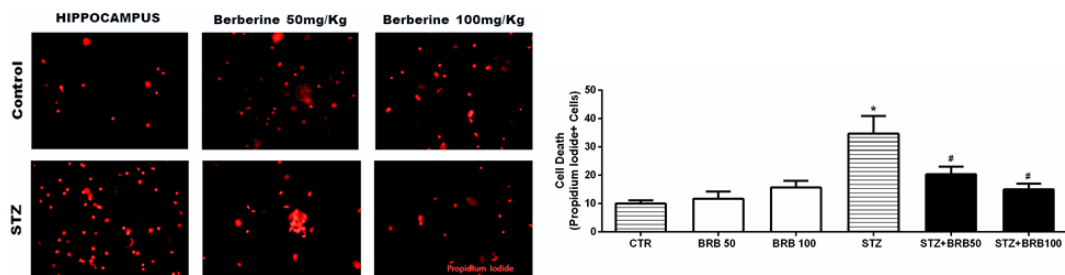 HIPPOCAMPUS
Berberine 50mg/Kg
Berberine 100mg/Kg
Control
STZ
Propidium Iodide
Cell Death
(Propidium Iodide+ Cells)
50
40
30
20
10
0
*
#
#
CTR
BRB 50
BRB 100
STZ
STZ+BRB50
STZ+BRB100